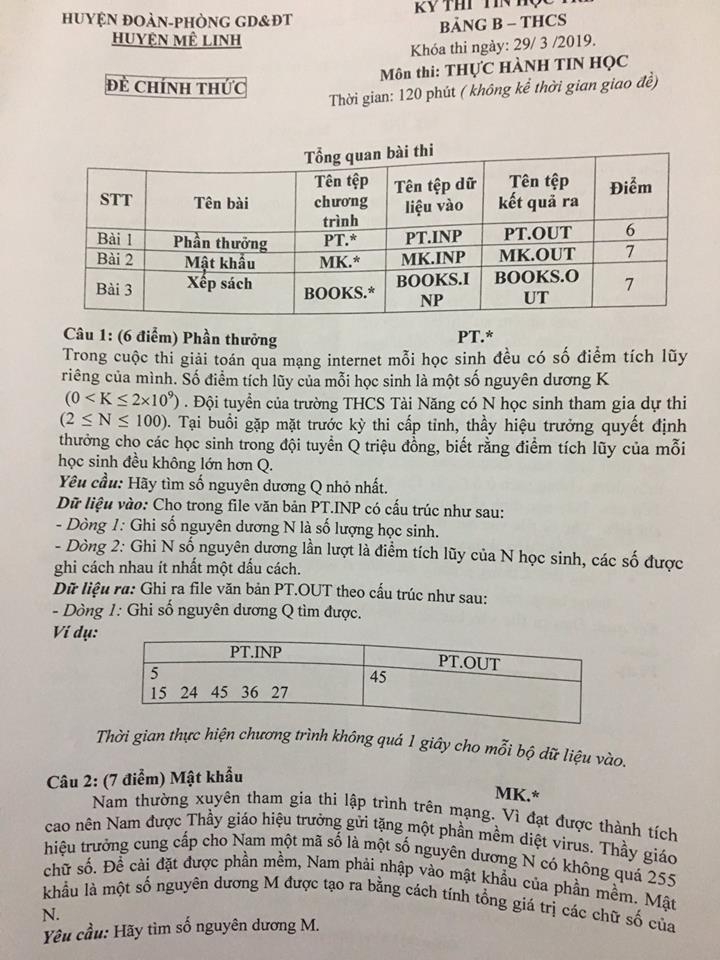 HUYỆN ĐOÀN-PHÒNG GD&ĐT
HUYỆN MÊ LINH
ĐỀ CHÍNH THỨC
KỲ THI TIN HỌC TRẺ
BẢNG B – THCS
Khóa thi ngày: 29/ 3 /2019.
Môn thi: THỰC HÀNH TIN HỌC
Thời gian: 120 phút ( không kể thời gian giao đề)
Tổng quan bài thi
STT Tên bài Tên tệp chương trình Tên tệp dữ liệu vào Tên tệp kết quả ra Điểm
Bài 1 Phần thưởng PT.* PT.INP PT.OUT 6
Bài 2 Mật khẩu MK.* MK.INP MK.OUT 7
Bài 3 Xếp sách BOOKS.* BOOKS.I NP BOOKS.O UT 7
Câu 1: (6 điểm) Phần thưởng PT.*
Trong cuộc thi giải toán qua mạng internet mỗi học sinh đều có số điểm tích lũy
riêng của mình. Số điểm tích lũy của mỗi học sinh là một số nguyên dương K
(0 < K ≤ 2×10⁹) . Đội tuyển của trường THCS Tài Năng có N học sinh tham gia dự thi
(2 ≤ N ≤ 100). Tại buổi gặp mặt trước kỳ thi cấp tỉnh, thầy hiệu trưởng quyết định
thưởng cho các học sinh trong đội tuyển Q triệu đồng, biết rằng điểm tích lũy của mỗi
học sinh đều không lớn hơn Q.
Yêu cầu: Hãy tìm số nguyên dương Q nhỏ nhất.
Dữ liệu vào: Cho trong file văn bản PT.INP có cấu trúc như sau:
- Dòng 1: Ghi số nguyên dương N là số lượng học sinh.
- Dòng 2: Ghi N số nguyên dương lần lượt là điểm tích lũy của N học sinh, các số được
ghi cách nhau ít nhất một dấu cách.
Dữ liệu ra: Ghi ra file văn bản PT.OUT theo cấu trúc như sau:
- Dòng 1: Ghi số nguyên dương Q tìm được.
Ví dụ:
PT.INP PT.OUT
5 45
15 24 45 36 27
Thời gian thực hiện chương trình không quá 1 giây cho mỗi bộ dữ liệu vào.
Câu 2: (7 điểm) Mật khẩu MK.*
Nam thường xuyên tham gia thi lập trình trên mạng. Vì đạt được thành tích
cao nên Nam được Thầy giáo hiệu trưởng gửi tặng một phần mềm diệt virus. Thầy giáo
hiệu trưởng cung cấp cho Nam một mã số là một số nguyên dương N có không quá 255
chữ số. Để cài đặt được phần mềm, Nam phải nhập vào mật khẩu của phần mềm. Mật
khẩu là một số nguyên dương M được tạo ra bằng cách tính tổng giá trị các chữ số của
N.
Yêu cầu: Hãy tìm số nguyên dương M.